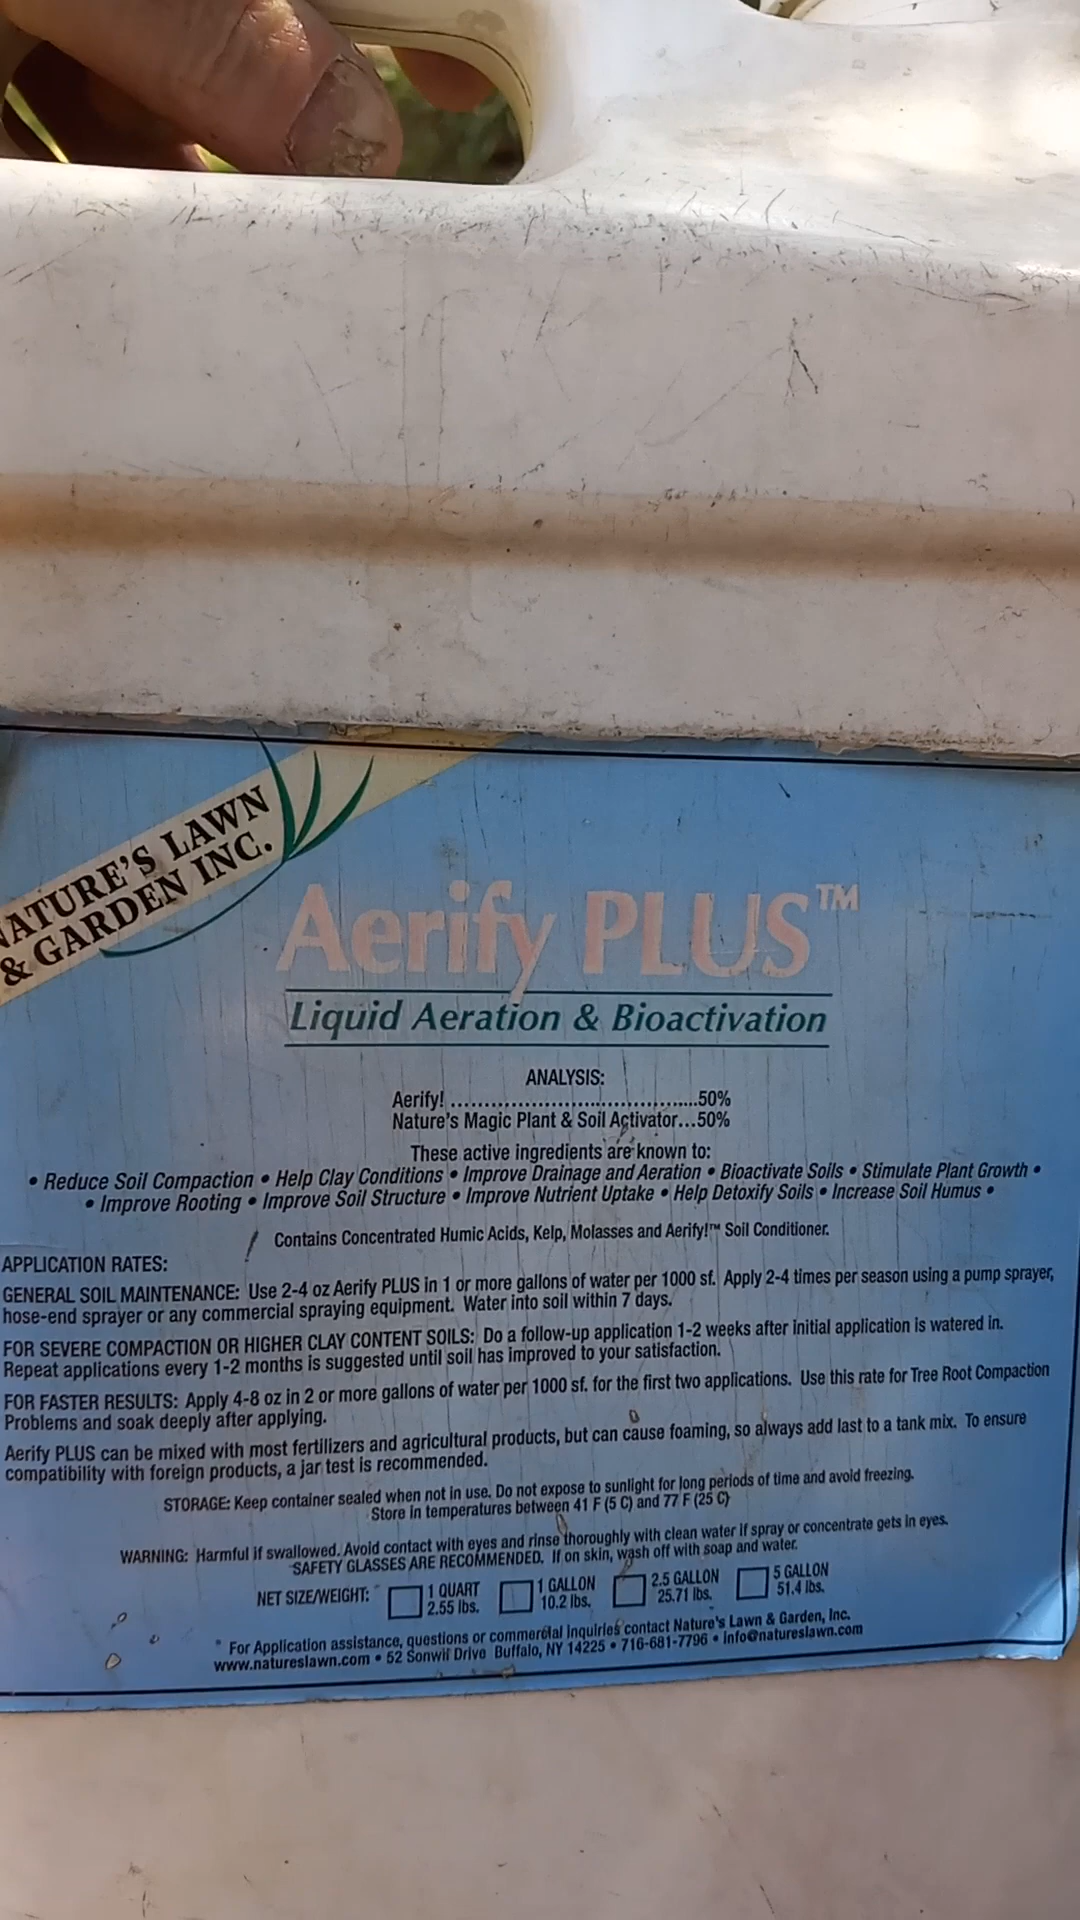 NATURE'S LAWN
& GARDEN INC.
Aerify PLUS™
Liquid Aeration & Bioactivation
ANALYSIS:
Aerify! .........................................50%
Nature's Magic Plant & Soil Activator...50%
These active ingredients are known to:
• Reduce Soil Compaction • Help Clay Conditions • Improve Drainage and Aeration • Bioactivate Soils • Stimulate Plant Growth •
• Improve Rooting • Improve Soil Structure • Improve Nutrient Uptake • Help Detoxify Soils • Increase Soil Humus •
Contains Concentrated Humic Acids, Kelp, Molasses and Aerify!™ Soil Conditioner.
APPLICATION RATES:
GENERAL SOIL MAINTENANCE: Use 2-4 oz Aerify PLUS in 1 or more gallons of water per 1000 sf. Apply 2-4 times per season using a pump sprayer,
hose-end sprayer or any commercial spraying equipment. Water into soil within 7 days.
FOR SEVERE COMPACTION OR HIGHER CLAY CONTENT SOILS: Do a follow-up application 1-2 weeks after initial application is watered in.
Repeat applications every 1-2 months is suggested until soil has improved to your satisfaction.
FOR FASTER RESULTS: Apply 4-8 oz in 2 or more gallons of water per 1000 sf. for the first two applications. Use this rate for Tree Root Compaction
Problems and soak deeply after applying.
Aerify PLUS can be mixed with most fertilizers and agricultural products, but can cause foaming, so always add last to a tank mix. To ensure
compatibility with foreign products, a jar test is recommended.
STORAGE: Keep container sealed when not in use. Do not expose to sunlight for long periods of time and avoid freezing.
Store in temperatures between 41 F (5 C) and 77 F (25 C)
WARNING: Harmful if swallowed. Avoid contact with eyes and rinse thoroughly with clean water if spray or concentrate gets in eyes.
SAFETY GLASSES ARE RECOMMENDED. If on skin, wash off with soap and water.
NET SIZE/WEIGHT: 1 QUART 1 GALLON 2.5 GALLON 5 GALLON
2.55 lbs. 10.2 lbs. 25.71 lbs. 51.4 lbs.
For Application assistance, questions or commercial inquiries contact Nature's Lawn & Garden, Inc.
www.natureslawn.com • 52 Sonwil Drive Buffalo, NY 14225 • 716-681-7796 • info@natureslawn.com